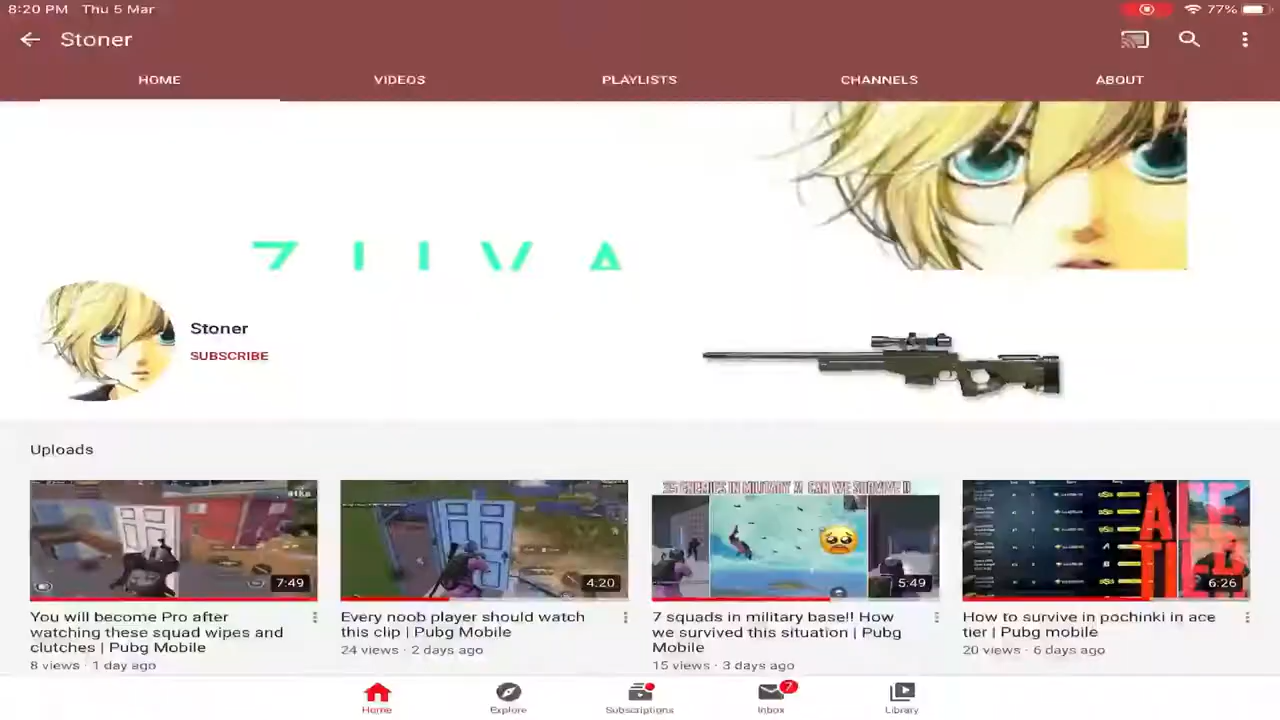 8:20 PM Thu 5 Mar
77%
Stoner
HOME VIDEOS PLAYLISTS CHANNELS ABOUT
Stoner
SUBSCRIBE
Uploads
7:49
4:20
5:49
6:26
You will become Pro after
watching these squad wipes and
clutches | Pubg Mobile
8 views · 1 day ago
Every noob player should watch
this clip | Pubg Mobile
24 views · 2 days ago
7 squads in military base!! How
we survived this situation | Pubg
Mobile
15 views · 3 days ago
How to survive in pochinki in ace
tier | Pubg mobile
20 views · 6 days ago
7
Home Explore Subscriptions Inbox Library